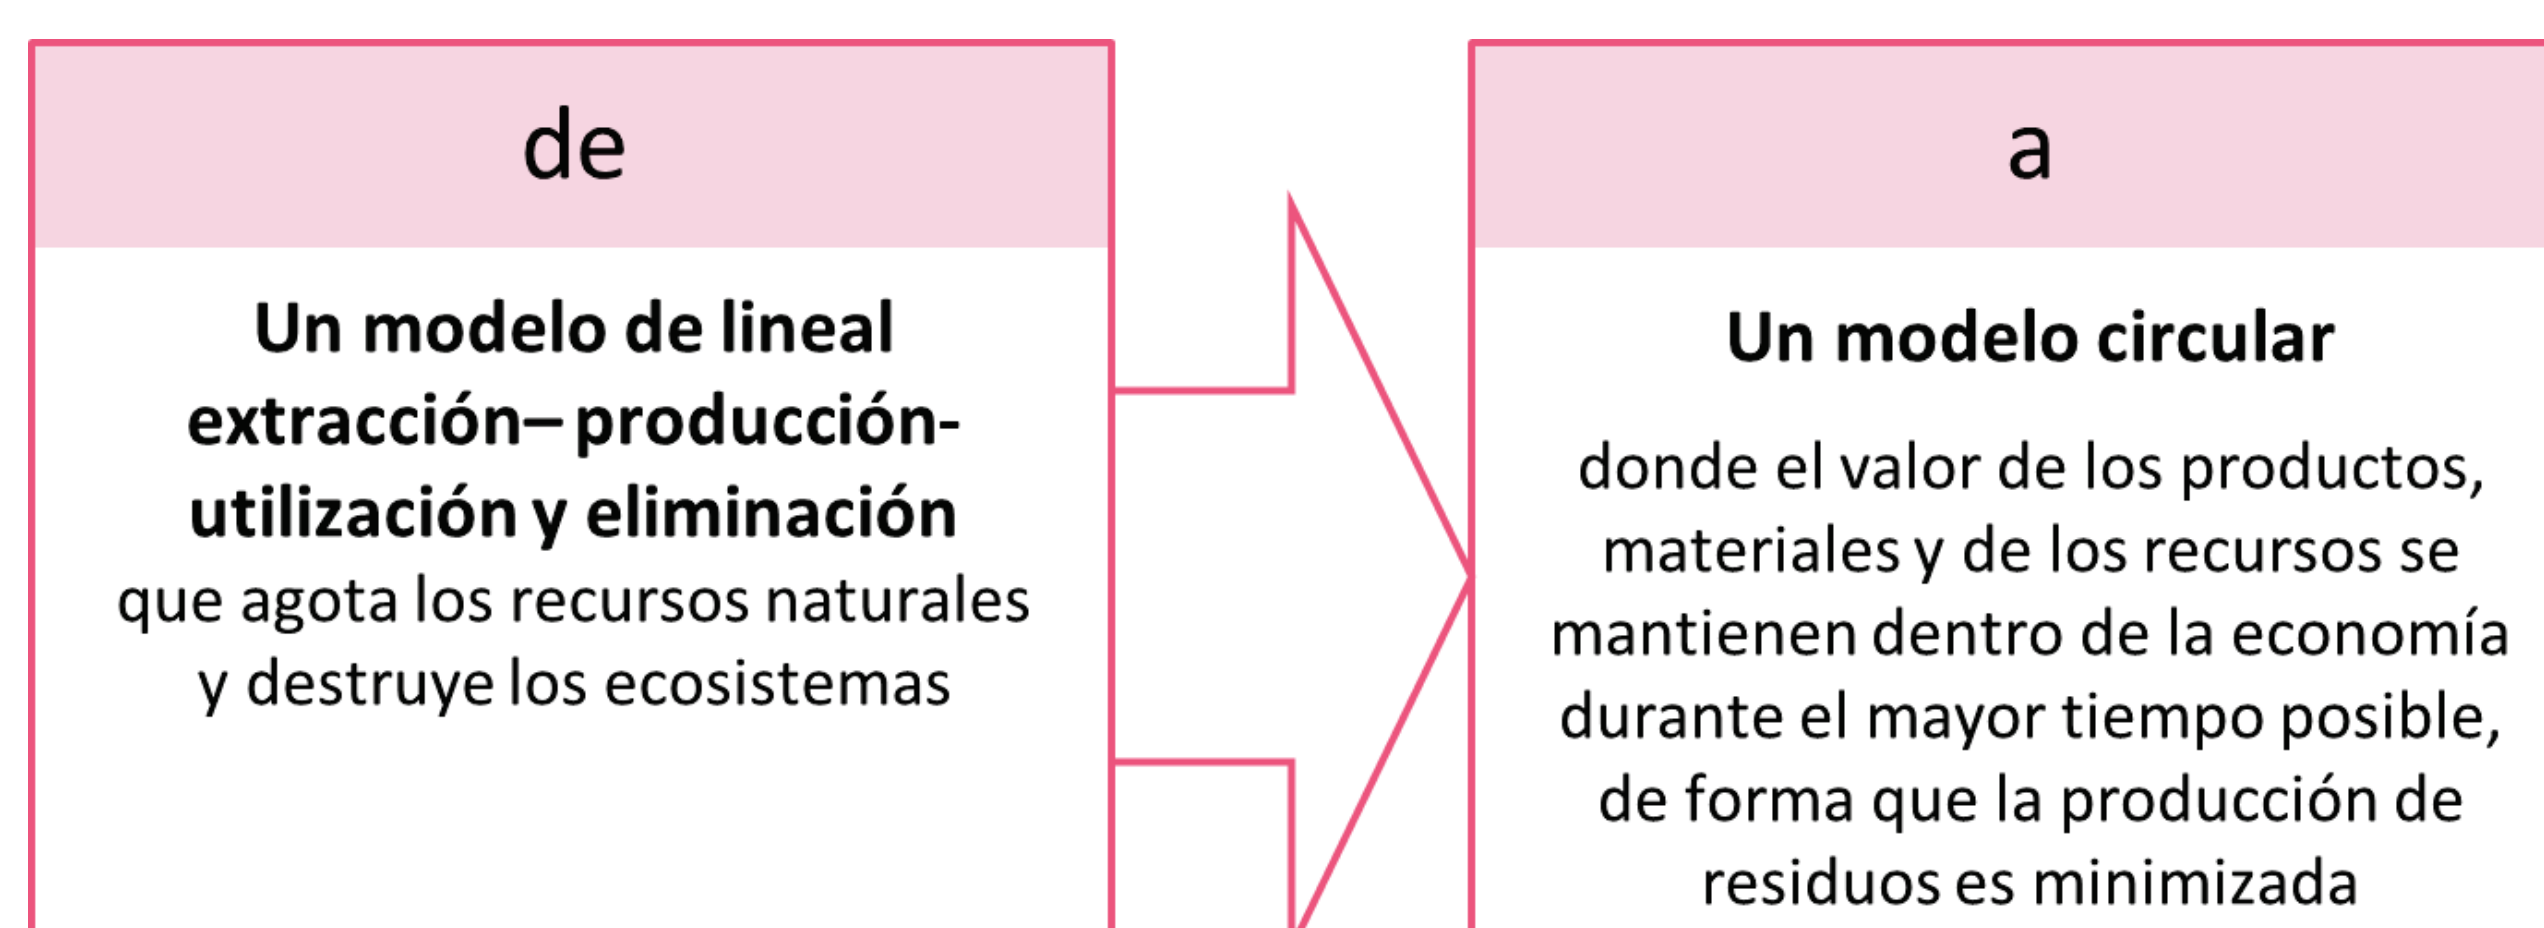 de
Un modelo de lineal
extracción– producción-
utilización y eliminación
que agota los recursos naturales
y destruye los ecosistemas
a
Un modelo circular
donde el valor de los productos,
materiales y de los recursos se
mantienen dentro de la economía
durante el mayor tiempo posible,
de forma que la producción de
residuos es minimizada